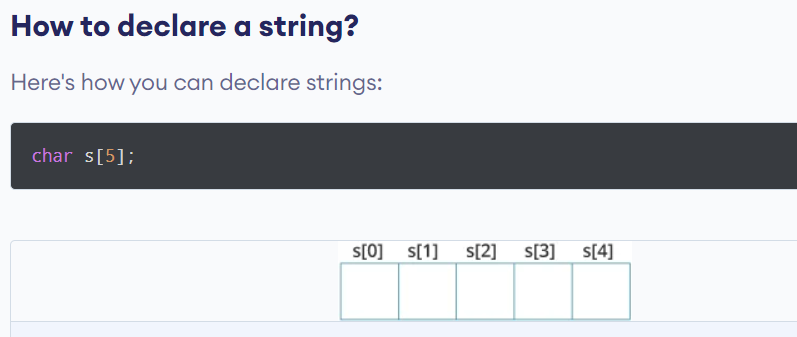 How to declare a string?
Here's how you can declare strings:
char s[5];
s[0] s[1] s[2] s[3] s[4]